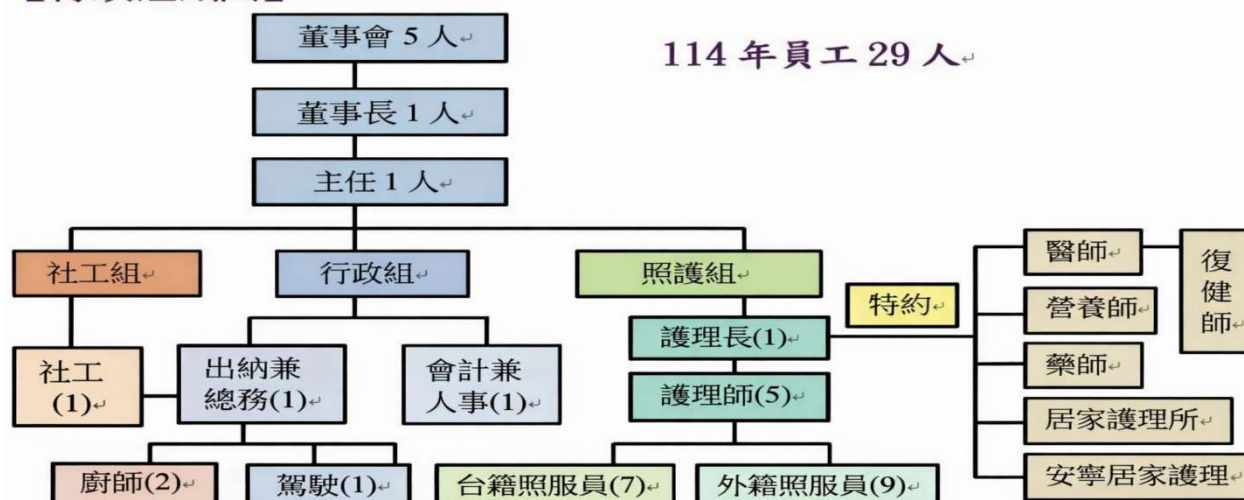 董事會 5 人
114 年員工 29 人
董事長 1 人
主任 1 人
社工組
行政組
照護組
特約
醫師
復
健
師
營養師
護理長(1)
社工
(1)
出納兼
總務(1)
會計兼
人事(1)
藥師
護理師(5)
居家護理所
廚師(2)
駕駛(1)
台籍照服員(7)
外籍照服員(9)
安寧居家護理